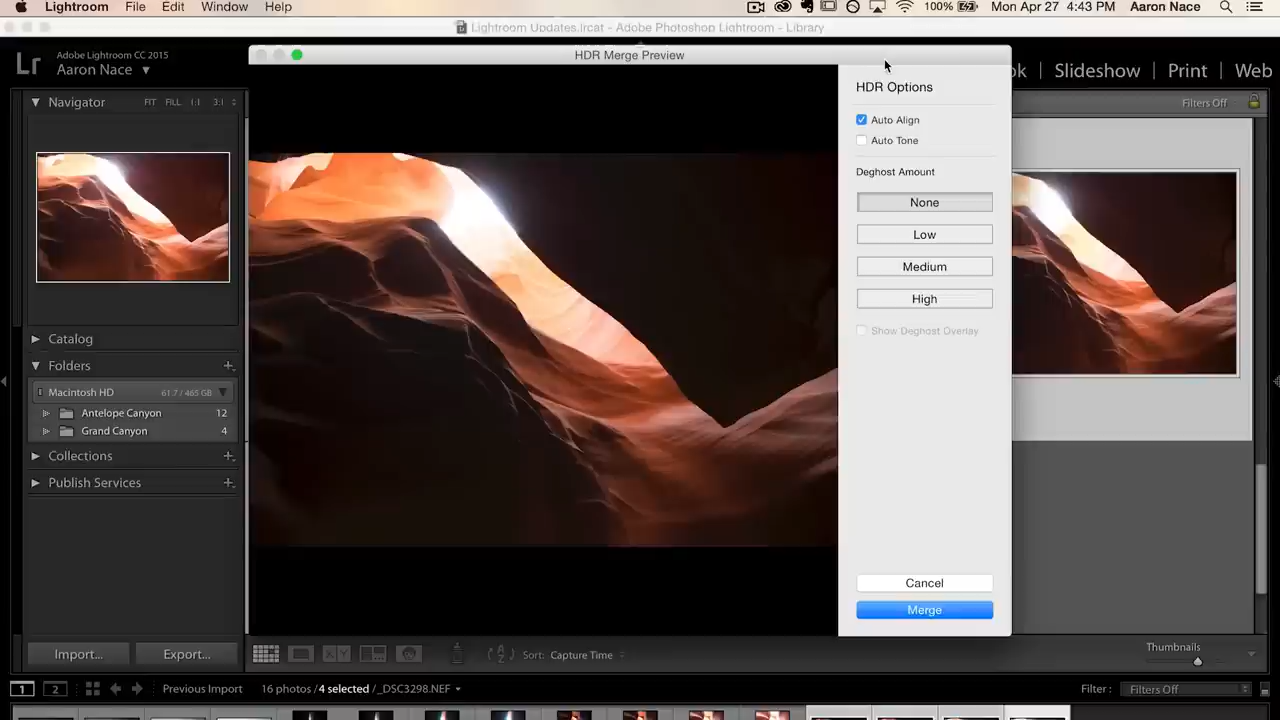 Lightroom File Edit Window Help 100% Mon Apr 27 4:43 PM Aaron Nace
Lightroom Updates.lrcat - Adobe Photoshop Lightroom - Library
HDR Merge Preview
Lr Adobe Lightroom CC 2015
Aaron Nace
Slideshow | Print | Web
Navigator FIT FILL 1:1 3:1
Filters Off
HDR Options
Auto Align
Auto Tone
Deghost Amount
None
Low
Medium
High
Show Deghost Overlay
Catalog
Folders
Macintosh HD 61.7 / 465 GB
Antelope Canyon 12
Grand Canyon 4
Collections
Publish Services
Cancel
Merge
Import... Export...
X Y
Sort: Capture Time
Thumbnails
1 2 Previous Import 16 photos / 4 selected / _DSC3298.NEF
Filter : Filters Off